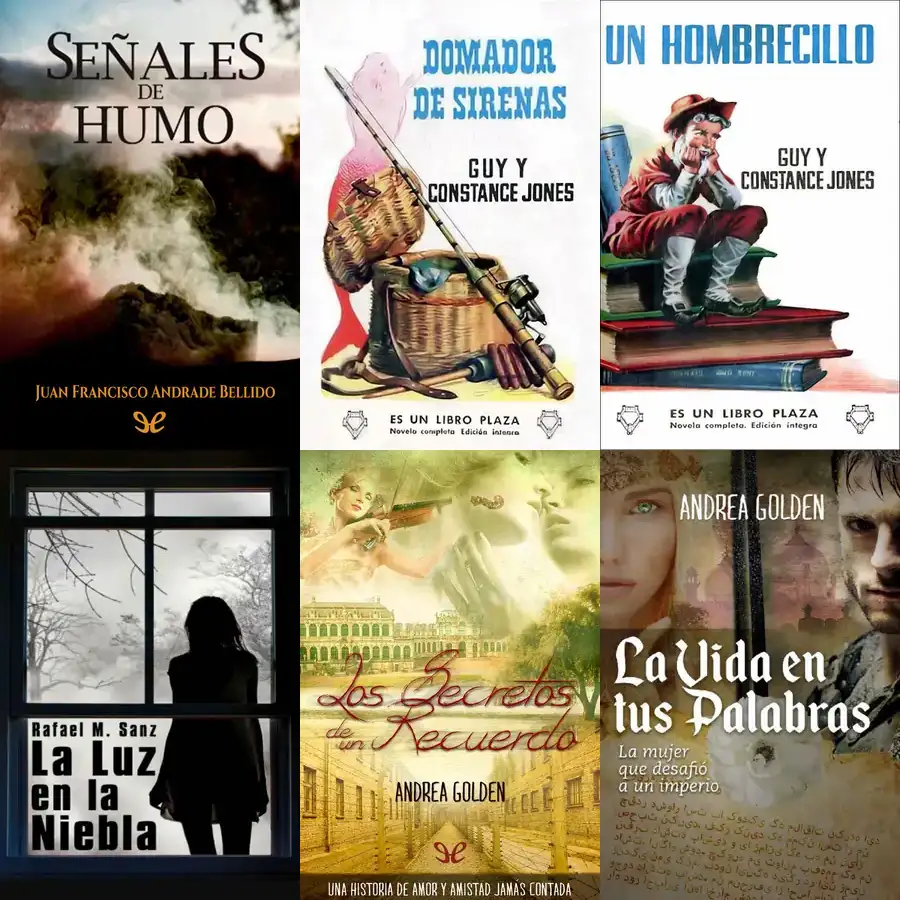 SEÑALES
DE
HUMO
JUAN FRANCISCO ANDRADE BELLIDO
DOMADOR
DE SIRENAS
GUY Y
CONSTANCE JONES
ES UN LIBRO PLAZA
Novela completa. Edición íntegra
UN HOMBRECILLO
GUY Y
CONSTANCE JONES
ES UN LIBRO PLAZA
Novela completa. Edición íntegra
Rafael M. Sanz
La Luz
en la
Niebla
Los Secretos
de un Recuerdo
ANDREA GOLDEN
UNA HISTORIA DE AMOR Y AMISTAD JAMÁS CONTADA
ANDREA GOLDEN
La Vida en
tus Palabras
La mujer
que desafió
a un imperio